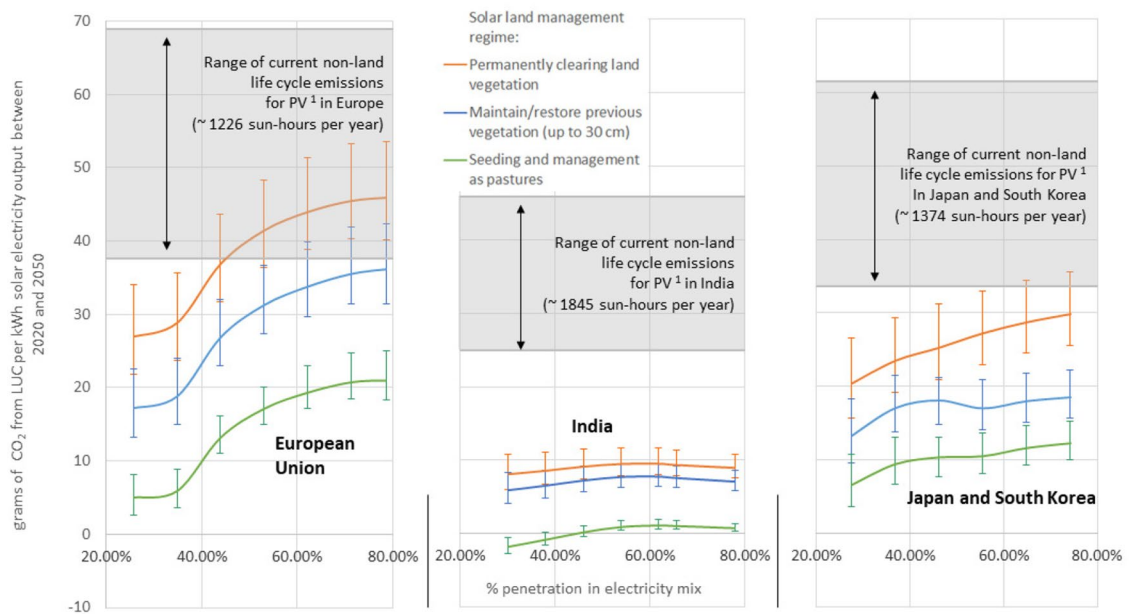 grams of CO2 from LUC per kWh solar electricity output between
2020 and 2050
70
60
50
40
30
20
10
0
-10
Range of current non-land
life cycle emissions
for PV 1 in Europe
(~ 1226 sun-hours per year)
European
Union
20.00% 40.00% 60.00% 80.00%
Solar land management
regime:
Permanently clearing land
vegetation
Maintain/restore previous
vegetation (up to 30 cm)
Seeding and management
as pastures
Range of current non-land
life cycle emissions
for PV 1 in India
(~ 1845 sun-hours per year)
India
20.00% 40.00% 60.00% 80.00%
% penetration in electricity mix
Range of current non-land
life cycle emissions for PV 1
In Japan and South Korea
(~ 1374 sun-hours per year)
Japan and South Korea
20.00% 40.00% 60.00% 80.00%